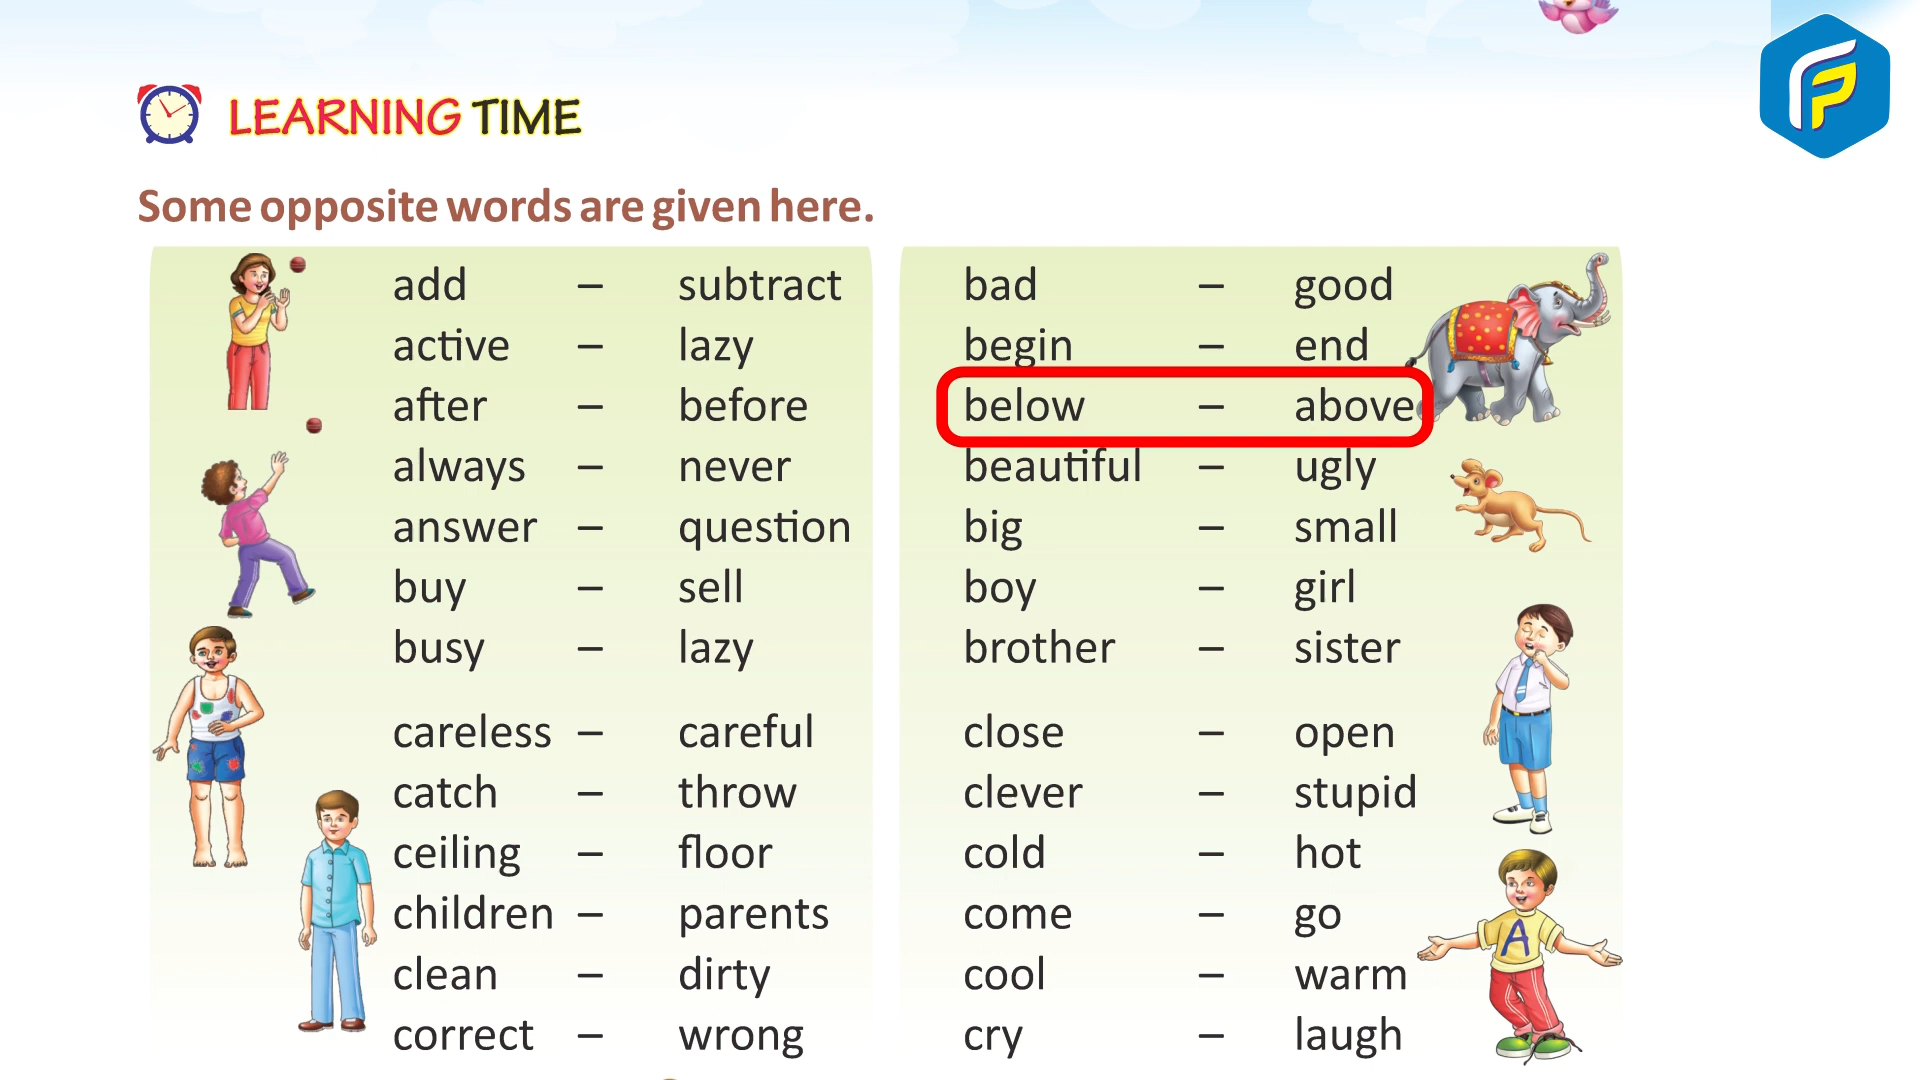 LEARNING TIME
Some opposite words are given here.
add – subtract
active – lazy
after – before
always – never
answer – question
buy – sell
busy – lazy
careless – careful
catch – throw
ceiling – floor
children – parents
clean – dirty
correct – wrong
bad – good
begin – end
below – above
beautiful – ugly
big – small
boy – girl
brother – sister
close – open
clever – stupid
cold – hot
come – go
cool – warm
cry – laugh
A
FP